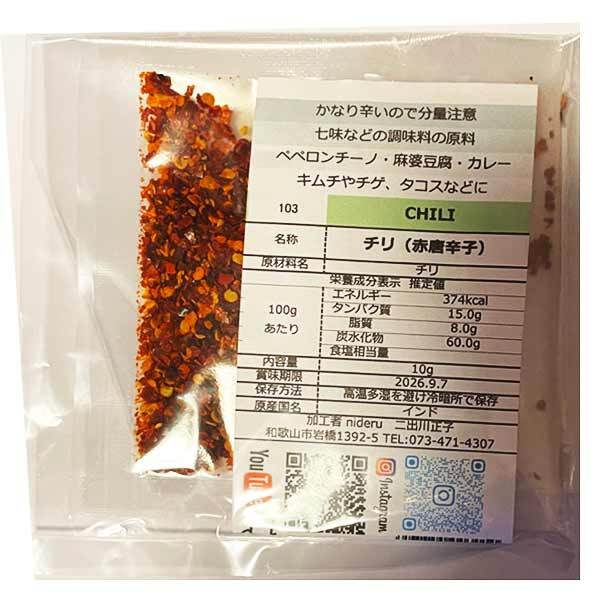 かなり辛いので分量注意
七味などの調味料の原料
ペペロンチーノ・麻婆豆腐・カレー
キムチやチゲ、タコスなどに
103 CHILI
名称 チリ（赤唐辛子）
原材料名 チリ
栄養成分表示 推定値
100gあたり
エネルギー 374kcal
タンパク質 15.0g
脂質 8.0g
炭水化物 60.0g
食塩相当量
内容量 10g
賞味期限 2026.9.7
保存方法 高温多湿を避け冷暗所で保存
原産国名 インド
加工者 nideru 二出川正子
和歌山市岩橋1392-5 TEL:073-471-4307
You
Instagram